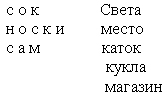 с о к Света
н о с к и место
с а м каток
кукла
магазин